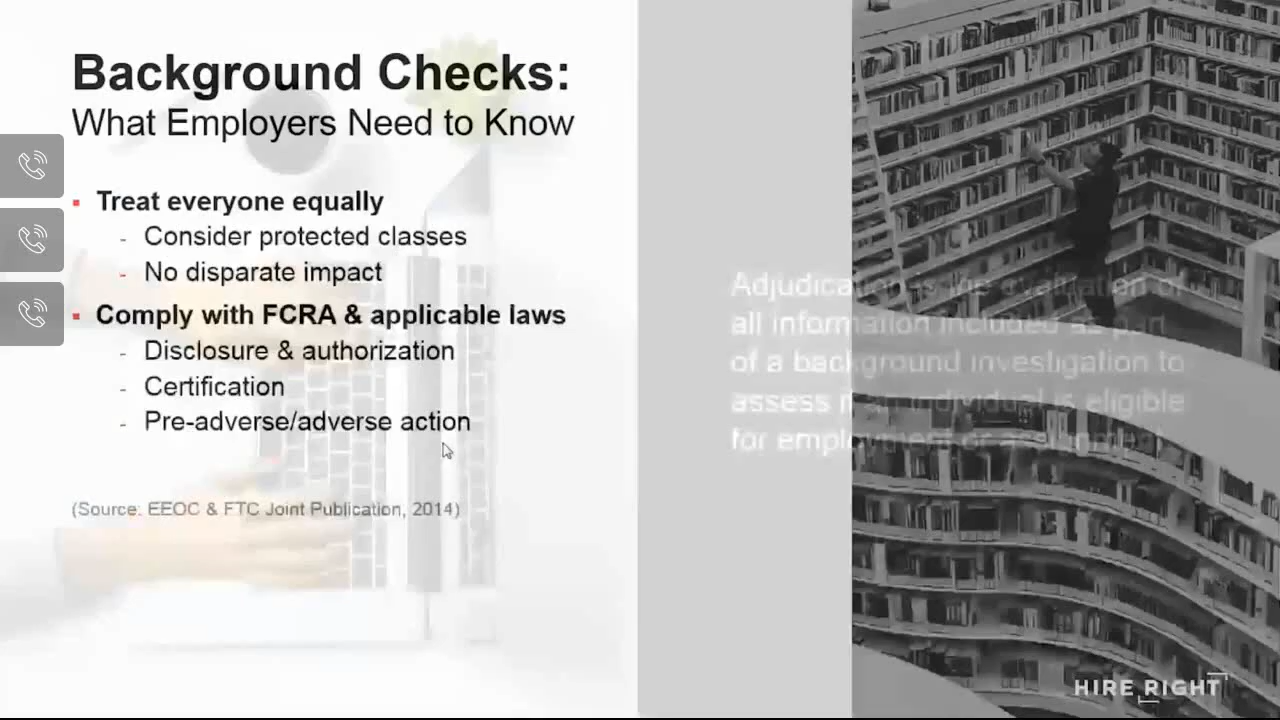 Background Checks:
What Employers Need to Know
Treat everyone equally
- Consider protected classes
- No disparate impact
Comply with FCRA & applicable laws
- Disclosure & authorization
- Certification
- Pre-adverse/adverse action
(Source: EEOC & FTC Joint Publication, 2014)
Adjudication is the evaluation of
all information included as part
of a background investigation to
assess if an individual is eligible
for employment or assignment
HIRE RIGHT